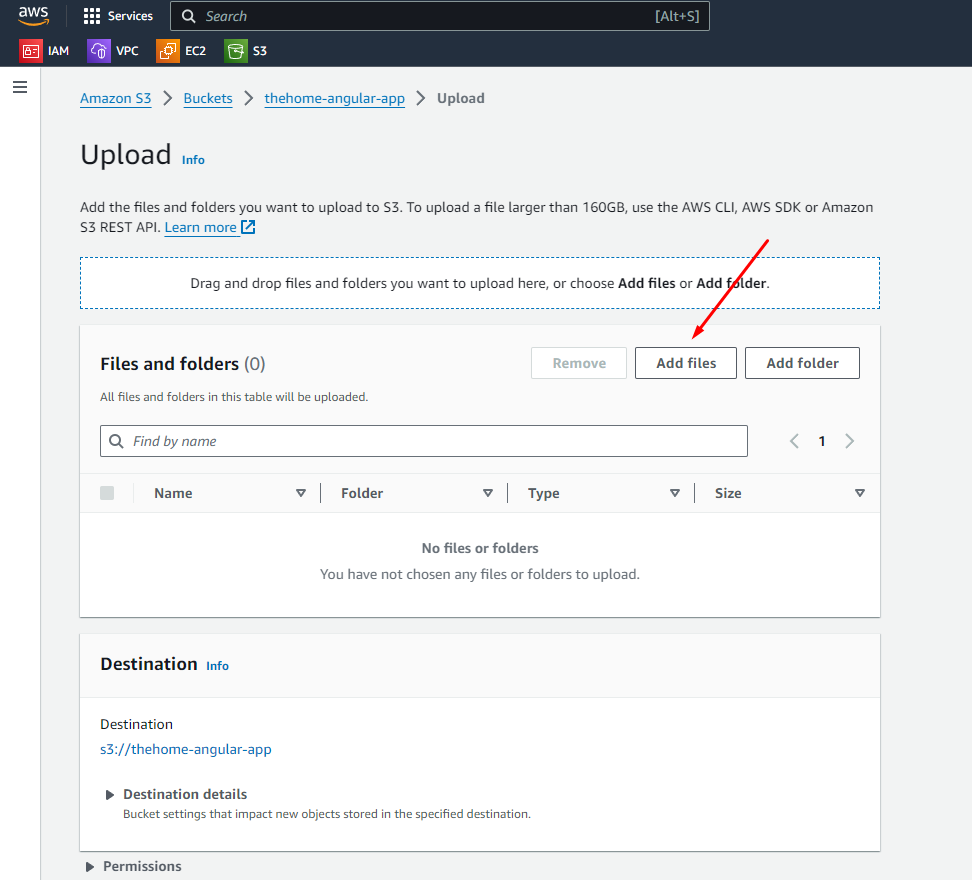 aws
Services
Search
[Alt+S]
IAM
VPC
EC2
S3
Amazon S3 > Buckets > thehome-angular-app > Upload
Upload Info
Add the files and folders you want to upload to S3. To upload a file larger than 160GB, use the AWS CLI, AWS SDK or Amazon
S3 REST API. Learn more
Drag and drop files and folders you want to upload here, or choose Add files or Add folder.
Files and folders (0)
Remove
Add files
Add folder
All files and folders in this table will be uploaded.
Find by name
1
Name
Folder
Type
Size
No files or folders
You have not chosen any files or folders to upload.
Destination Info
Destination
s3://thehome-angular-app
Destination details
Bucket settings that impact new objects stored in the specified destination.
Permissions